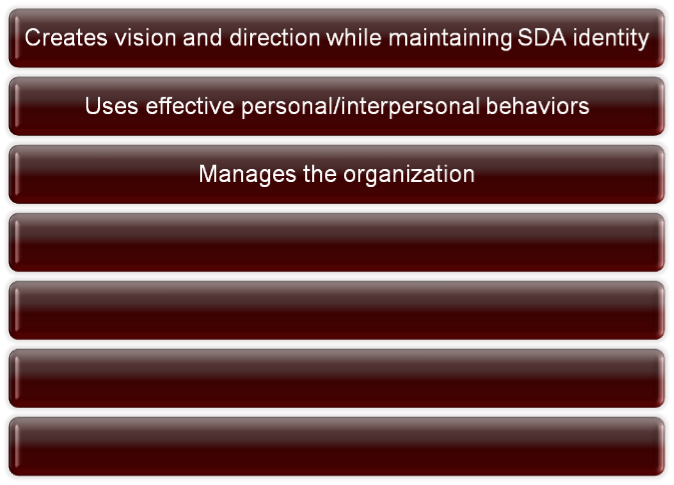 Creates vision and direction while maintaining SDA identity
Uses effective personal/interpersonal behaviors
Manages the organization